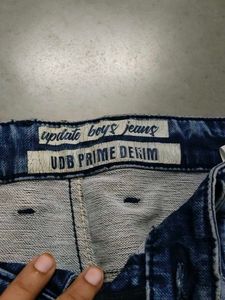 update boys jeans
UDB PRIME DENIM